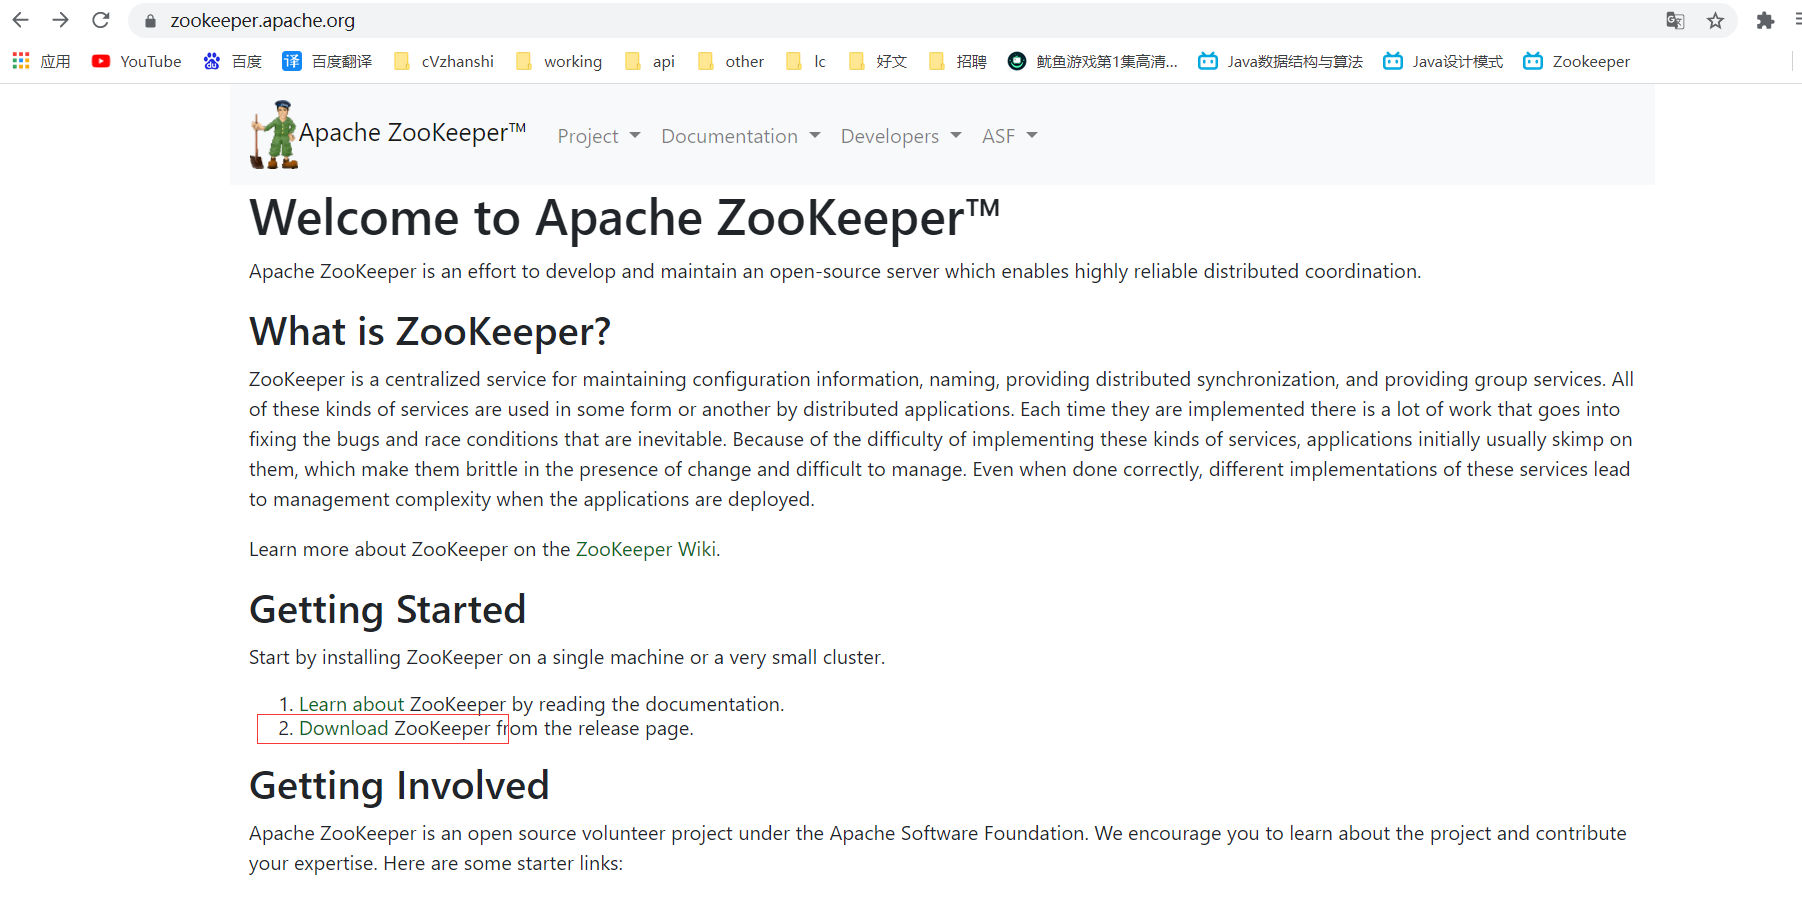 zookeeper.apache.org
应用 YouTube 百度 译 百度翻译 cVzhanshi working api other lc 好文 招聘 鱿鱼游戏第1集高清... Java数据结构与算法 Java设计模式 Zookeeper
Apache ZooKeeper™ Project Documentation Developers ASF
Welcome to Apache ZooKeeper™
Apache ZooKeeper is an effort to develop and maintain an open-source server which enables highly reliable distributed coordination.
What is ZooKeeper?
ZooKeeper is a centralized service for maintaining configuration information, naming, providing distributed synchronization, and providing group services. All
of these kinds of services are used in some form or another by distributed applications. Each time they are implemented there is a lot of work that goes into
fixing the bugs and race conditions that are inevitable. Because of the difficulty of implementing these kinds of services, applications initially usually skimp on
them, which make them brittle in the presence of change and difficult to manage. Even when done correctly, different implementations of these services lead
to management complexity when the applications are deployed.
Learn more about ZooKeeper on the ZooKeeper Wiki.
Getting Started
Start by installing ZooKeeper on a single machine or a very small cluster.
1. Learn about ZooKeeper by reading the documentation.
2. Download ZooKeeper from the release page.
Getting Involved
Apache ZooKeeper is an open source volunteer project under the Apache Software Foundation. We encourage you to learn about the project and contribute
your expertise. Here are some starter links: